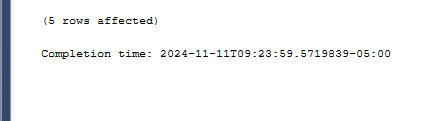 (5 rows affected)
Completion time: 2024-11-11T09:23:59.5719839-05:00